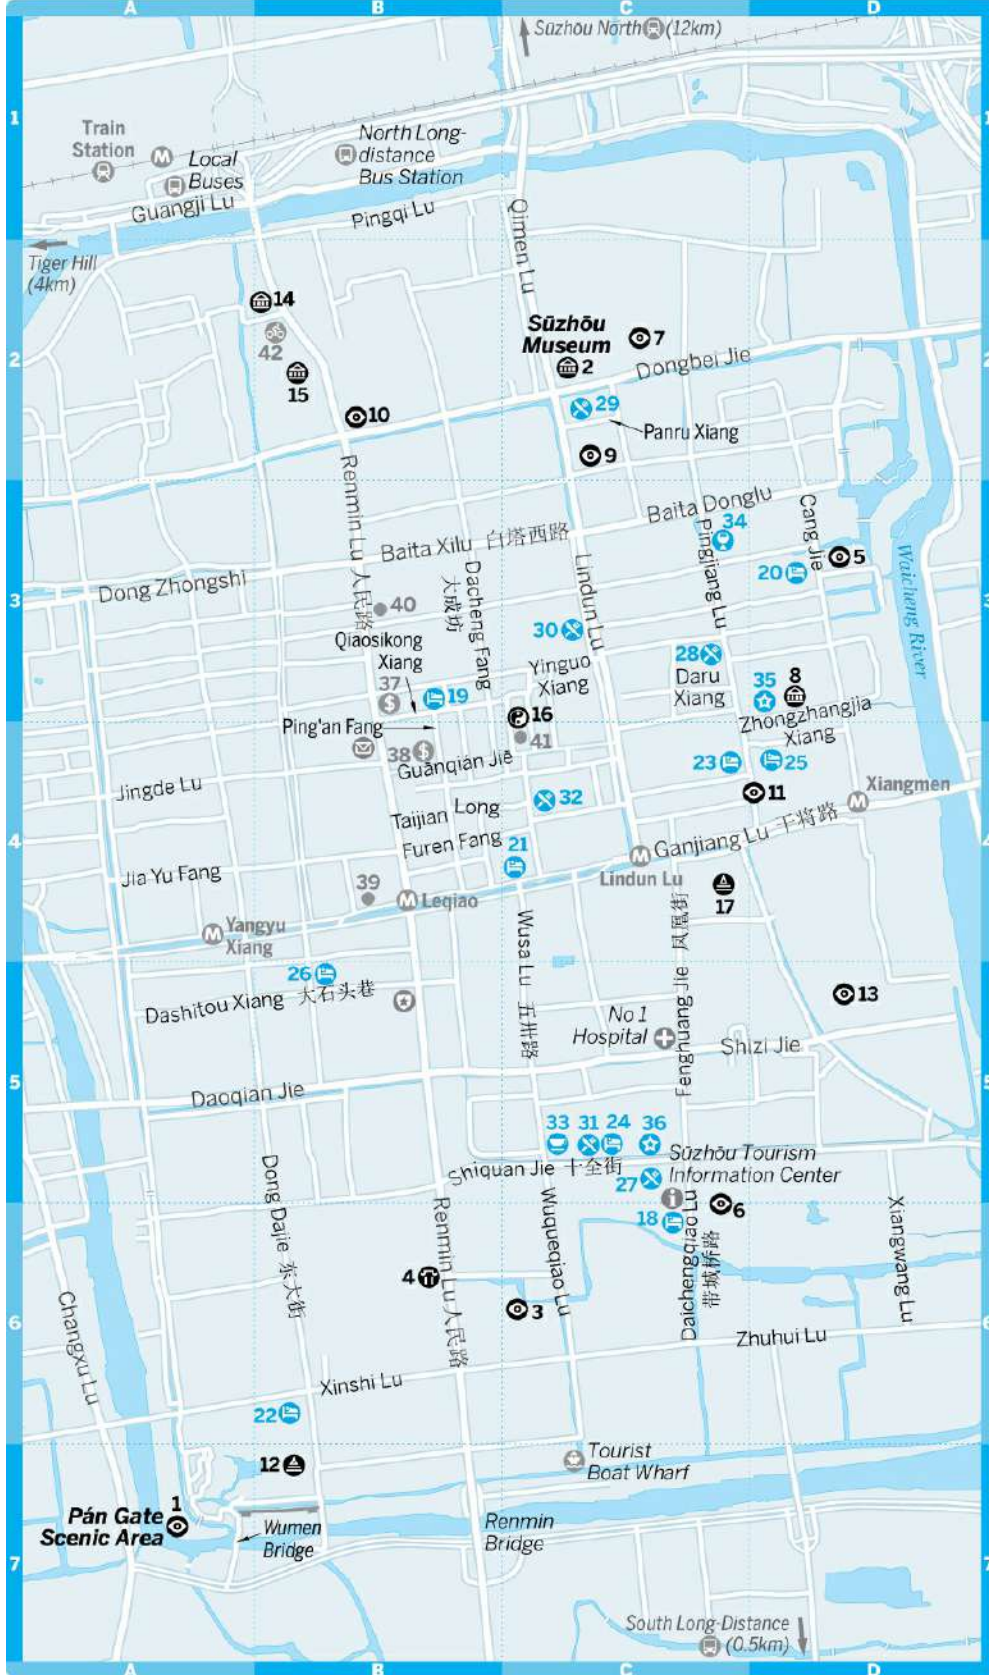 A
B
C
D
Sūzhōu North (12km)
1
1
Train
Station
M
Local
Buses
North Long-
distance
Bus Station
Guangji Lu
Pingqi Lu
Qimen Lu
Tiger Hill
(4km)
14
42
15
2
2
Sūzhōu
Museum
2
7
Dongbei Jie
10
29
Panru Xiang
9
Renmin Lu 人民路
Baita Xilu 白塔西路
Baita Donglu
34
Pingjiang Lu
Cang Jie
5
20
Waicheng River
Dong Zhongshi
3
3
40
Dacheng Fang
大成坊
Lindun Lu
30
Qiaosikong
Xiang
Yinguo
Xiang
28
Daru
Xiang
35
8
37
$
19
16
Zhongzhangjia
Xiang
Ping'an Fang
38
$
41
Guānqián Jiē
23
25
Jingde Lu
11
Xiangmen
M
Taijian Long
32
Furen Fang
21
4
4
M
Ganjiang Lu 干将路
Lindun Lu
Jia Yu Fang
39
M
Leqiao
17
M
Yangyu
Xiang
Wusa Lu 五卅路
Fenghuang Jie 凤凰街
26
Dashitou Xiang 大石头巷
13
No 1
Hospital
Shizi Jie
5
5
Daoqian Jie
33
31
24
36
Shiquan Jie 十全街
27
Sūzhōu Tourism
Information Center
i
18
6
Dong Dajie 东大街
Renmin Lu 人民路
Wuqueqiao Lu
Daichengqiao Lu
带城桥路
Xiangwang Lu
4
3
6
6
Changxu Lu
Zhuhui Lu
Xinshi Lu
22
12
Tourist
Boat Wharf
1
Pán Gate
Scenic Area
Wumen
Bridge
Renmin
Bridge
7
7
South Long-Distance
(0.5km)
A
B
C
D